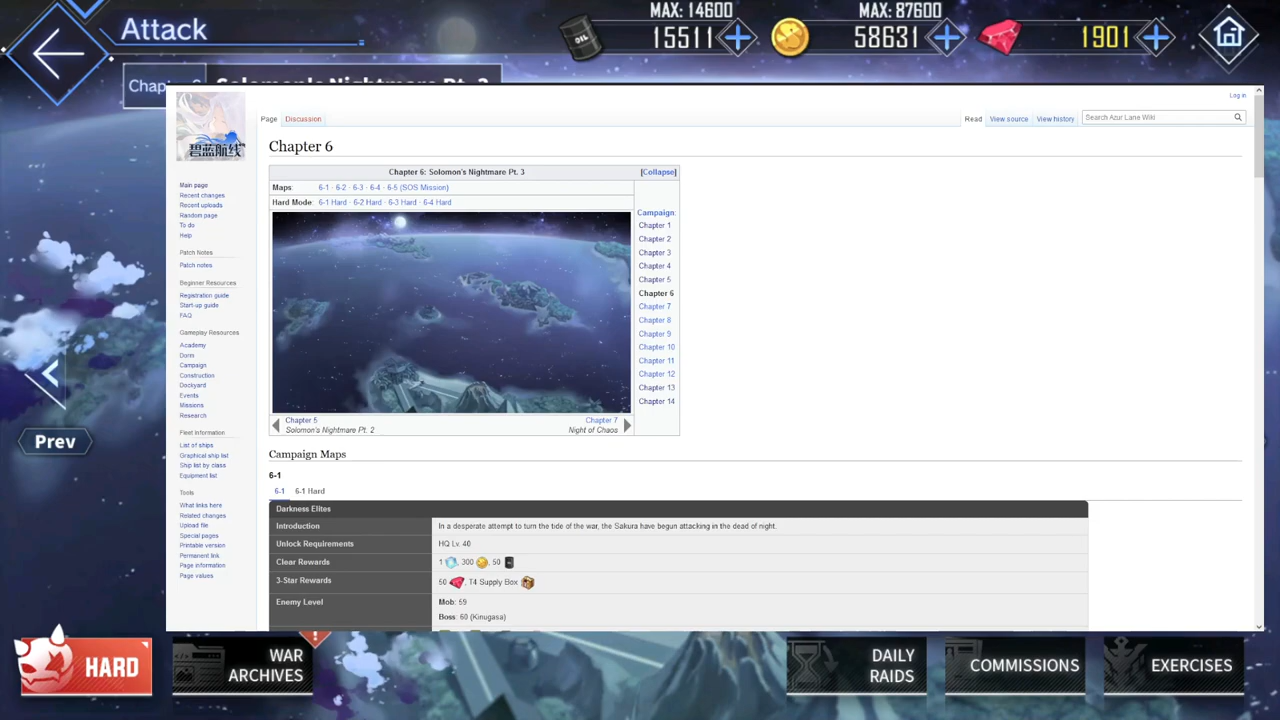 Attack
MAX: 14600
15511
MAX: 87600
58631
1901
OIL
Log in
碧蓝航线
Page Discussion
Read View source View history Search Azur Lane Wiki
Chapter 6
Main page
Recent changes
Recent uploads
Random page
To do
Help
Patch Notes
Patch notes
Beginner Resources
Registration guide
Start-up guide
FAQ
Gameplay Resources
Academy
Dorm
Campaign
Construction
Dockyard
Events
Missions
Research
Fleet Information
List of ships
Graphical ship list
Ship list by class
Equipment list
Tools
What links here
Related changes
Upload file
Special pages
Printable version
Permanent link
Page information
Page values
Chapter 6: Solomon's Nightmare Pt. 3 [Collapse]
Maps: 6-1 · 6-2 · 6-3 · 6-4 · 6-5 (SOS Mission)
Hard Mode: 6-1 Hard · 6-2 Hard · 6-3 Hard · 6-4 Hard
Campaign:
Chapter 1
Chapter 2
Chapter 3
Chapter 4
Chapter 5
Chapter 6
Chapter 7
Chapter 8
Chapter 9
Chapter 10
Chapter 11
Chapter 12
Chapter 13
Chapter 14
Chapter 5
Solomon's Nightmare Pt. 2
Chapter 7
Night of Chaos
Campaign Maps
6-1
6-1 6-1 Hard
Darkness Elites
Introduction In a desperate attempt to turn the tide of the war, the Sakura have begun attacking in the dead of night.
Unlock Requirements HQ Lv. 40
Clear Rewards 1 , 300 , 50
3-Star Rewards 50 , T4 Supply Box
Enemy Level Mob: 59
Boss: 60 (Kinugasa)
Prev
HARD
WAR
ARCHIVES
DAILY
RAIDS
COMMISSIONS
EXERCISES